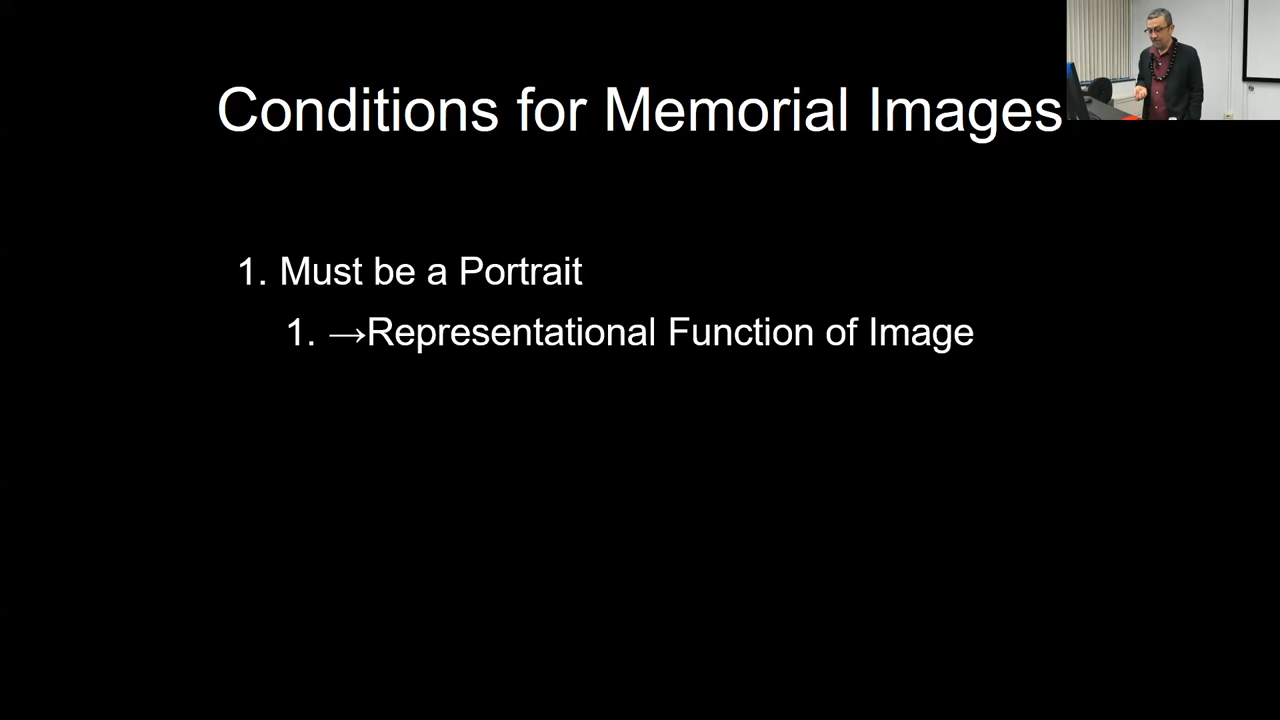 Conditions for Memorial Images
1. Must be a Portrait
1. →Representational Function of Image